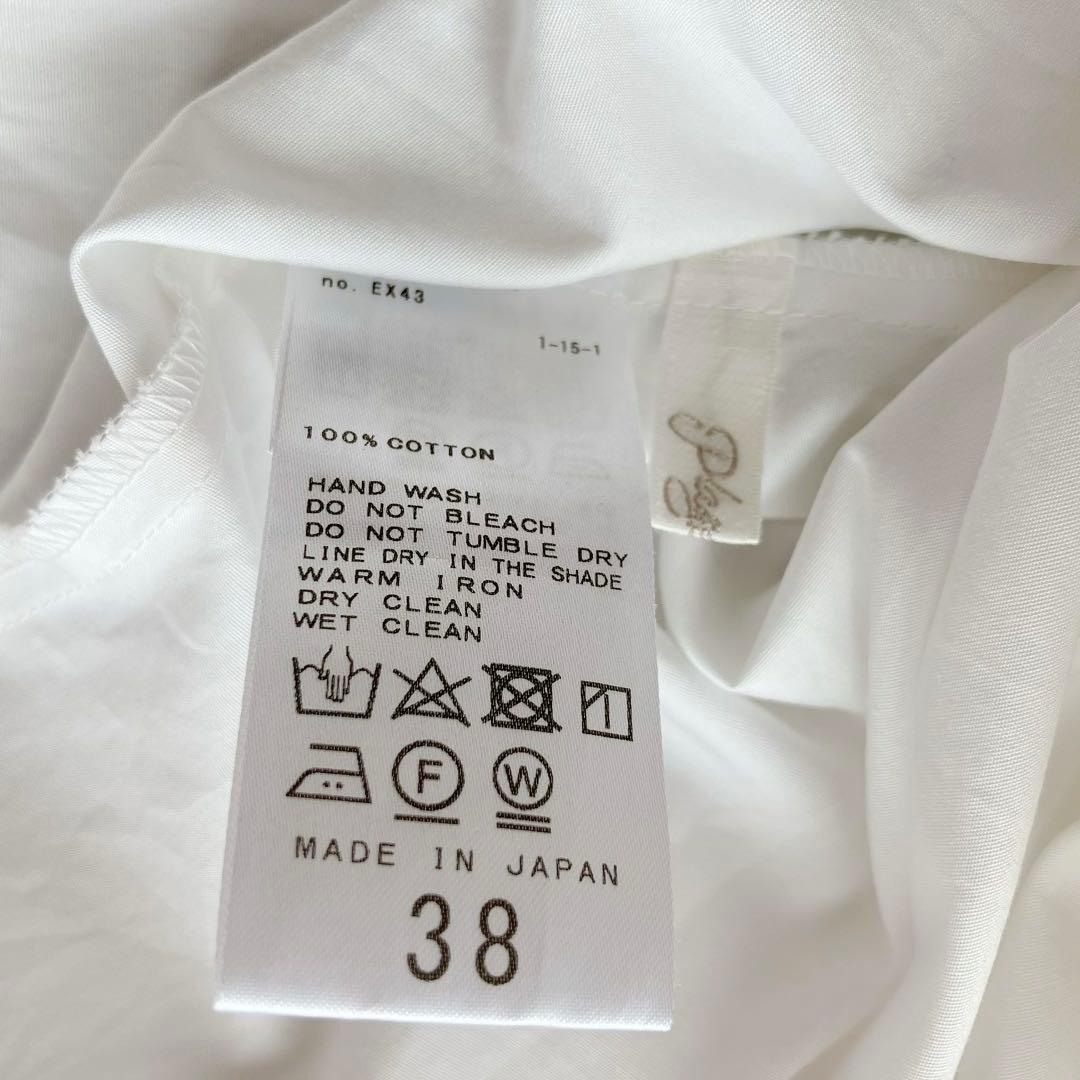 no. EX43
1-15-1
100% COTTON
HAND WASH
DO NOT BLEACH
DO NOT TUMBLE DRY
LINE DRY IN THE SHADE
WARM IRON
DRY CLEAN
WET CLEAN
F
W
MADE IN JAPAN
38